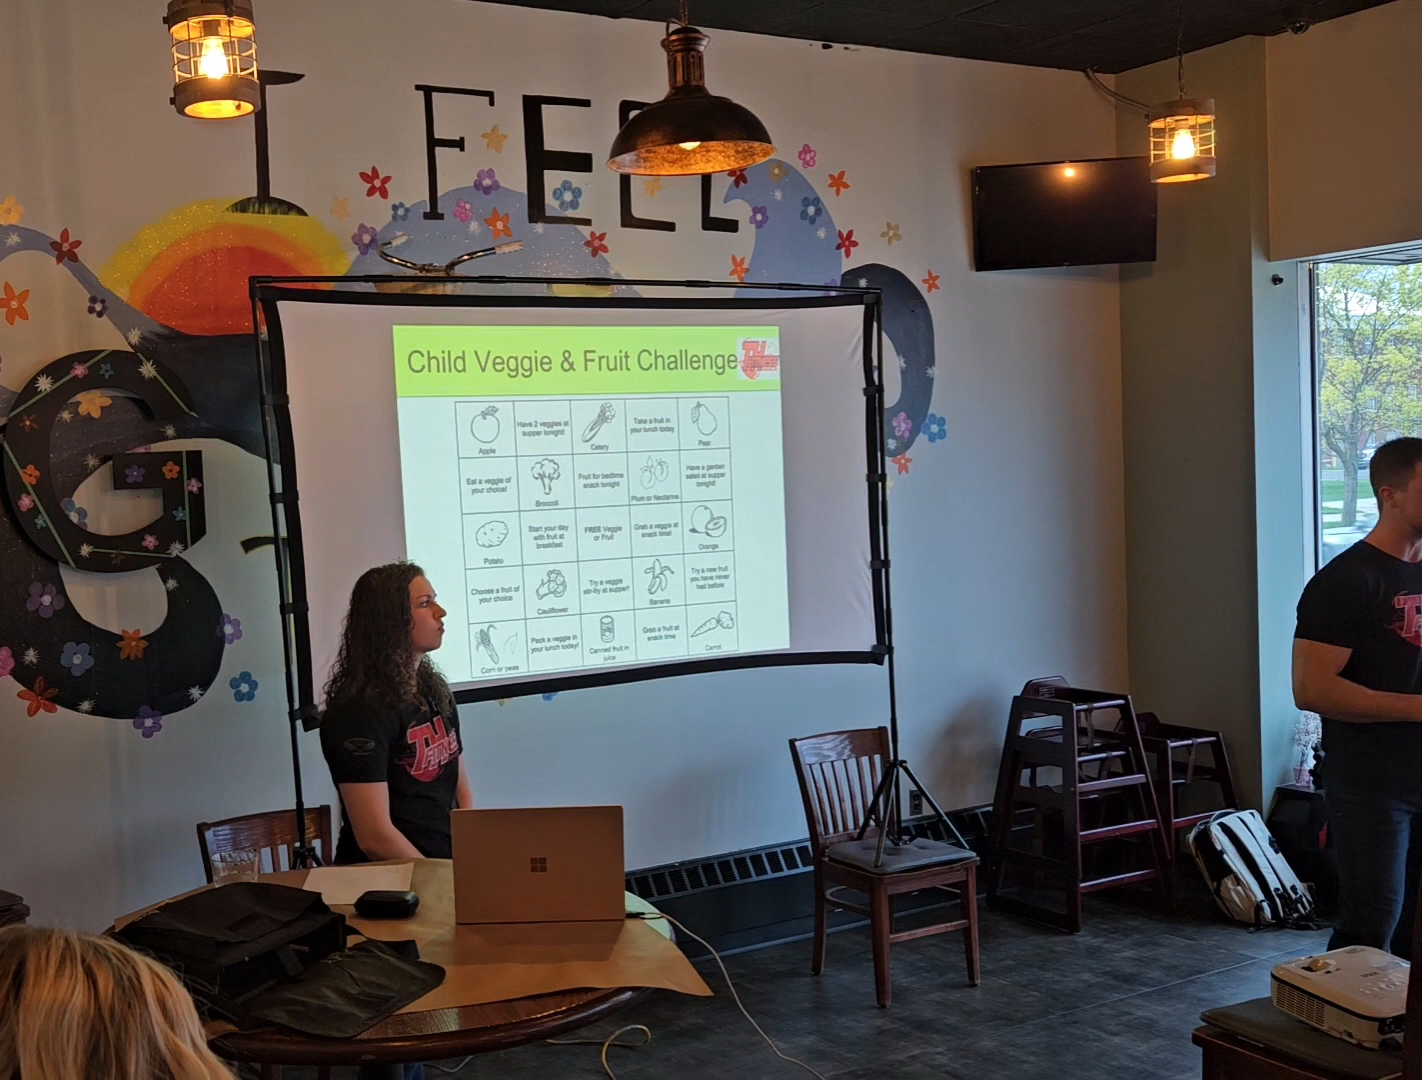 I
FELL
G
Child Veggie & Fruit Challenge
Apple
Have 2 veggies at
supper tonight!
Celery
Take a fruit in
your lunch today
Pear
Eat a veggie of
your choice!
Broccoli
Fruit for bedtime
snack tonight
Plum or Nectarine
Have a garden
salad at supper
tonight!
Potato
Start your day
with fruit at
breakfast
FREE Veggie
or Fruit
Grab a veggie at
snack time!
Orange
Choose a fruit of
your choice
Cauliflower
Try a veggie
stir-fry at supper!
Banana
Try a new fruit
you have never
had before
Corn or peas
Pack a veggie in
your lunch today!
Canned fruit in
juice
Grab a fruit at
snack time
Carrot